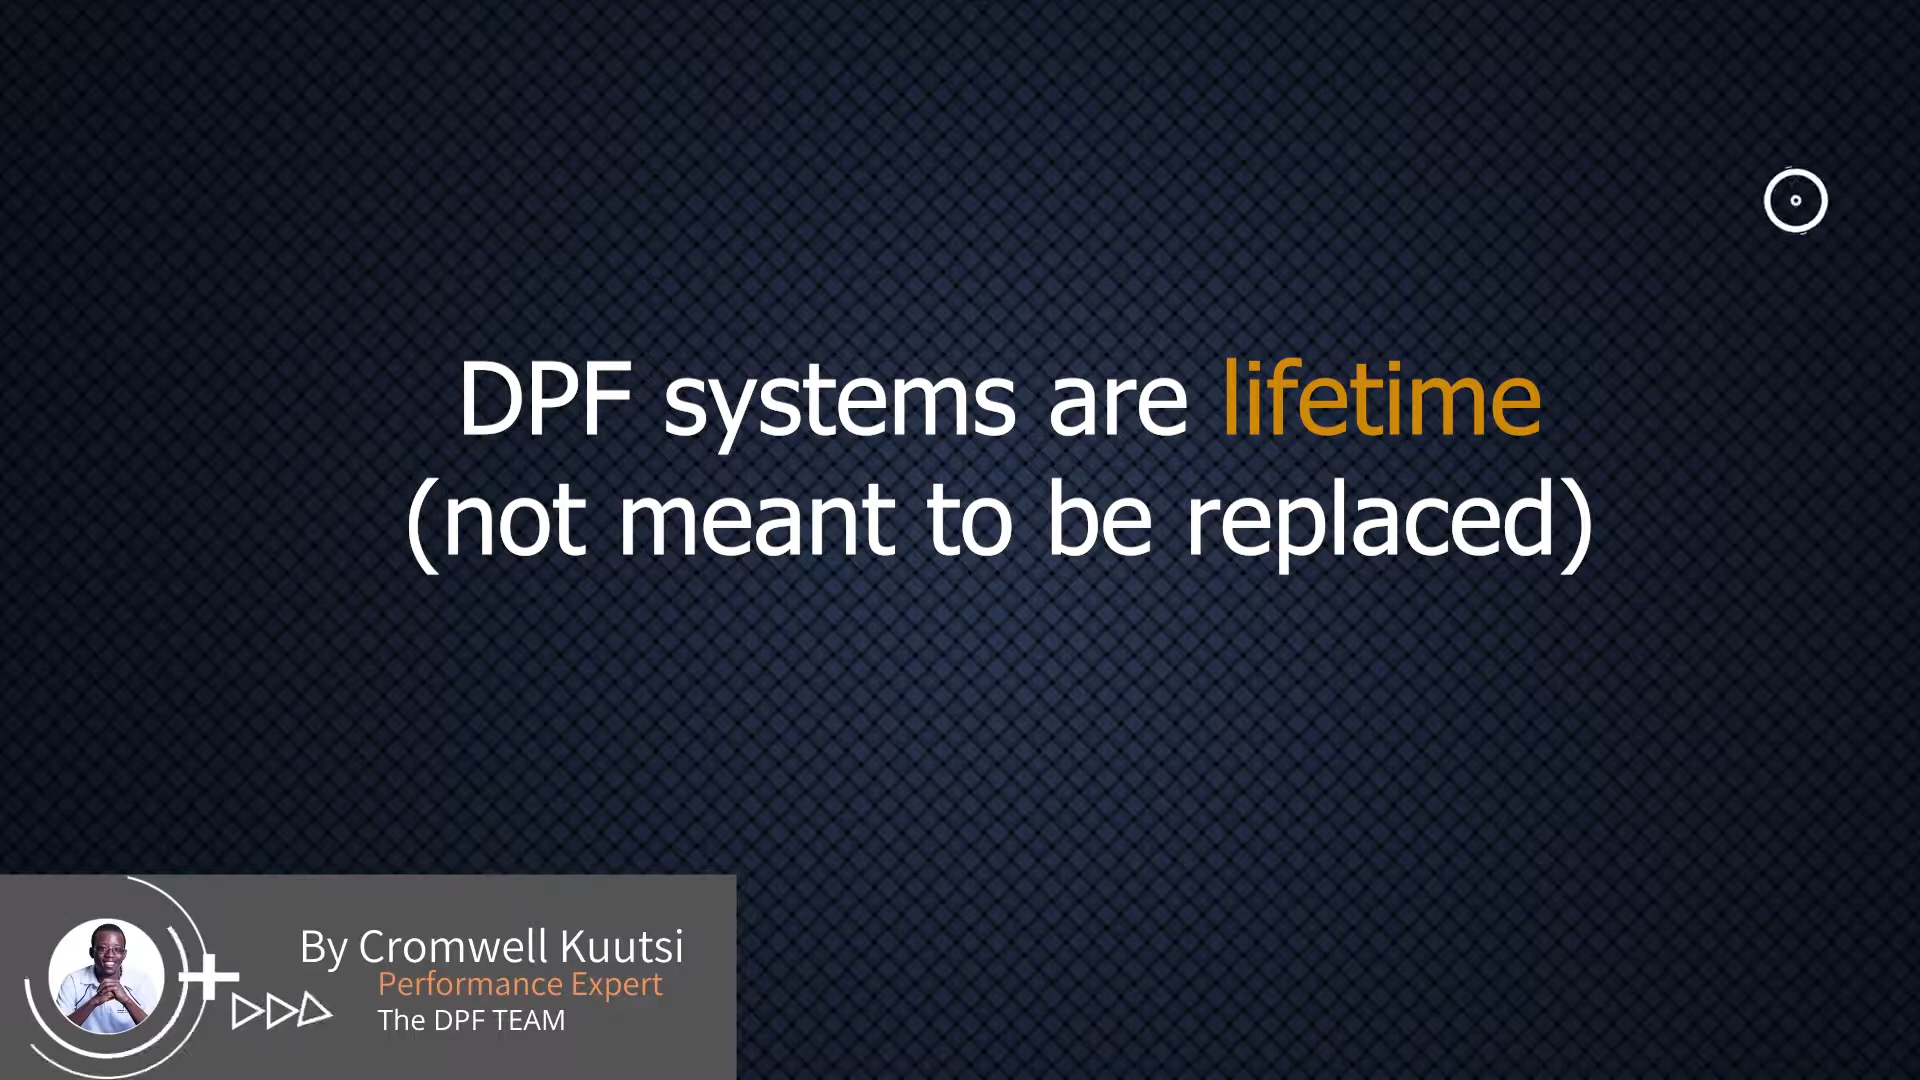 DPF systems are lifetime
(not meant to be replaced)
By Cromwell Kuutsi
Performance Expert
The DPF TEAM